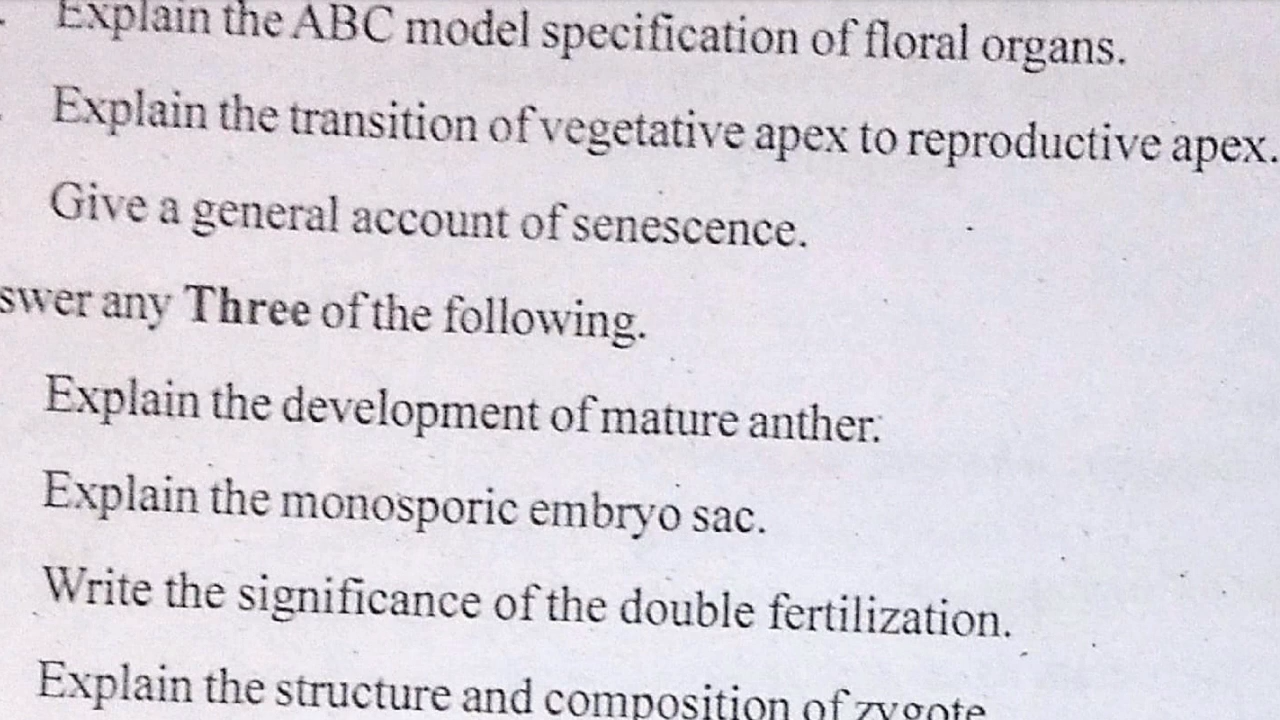 Explain the ABC model specification of floral organs.
Explain the transition of vegetative apex to reproductive apex.
Give a general account of senescence.
swer any Three of the following.
Explain the development of mature anther.
Explain the monosporic embryo sac.
Write the significance of the double fertilization.
Explain the structure and composition of zygote